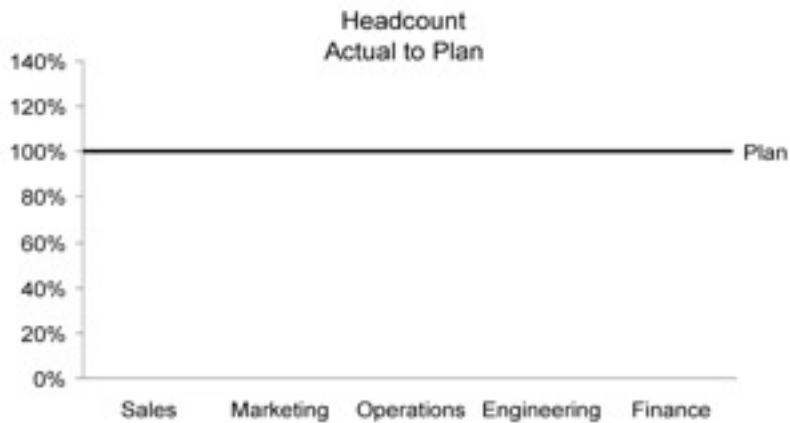 Headcount
Actual to Plan
140%
120%
100%
Plan
80%
60%
40%
20%
0%
Sales Marketing Operations Engineering Finance